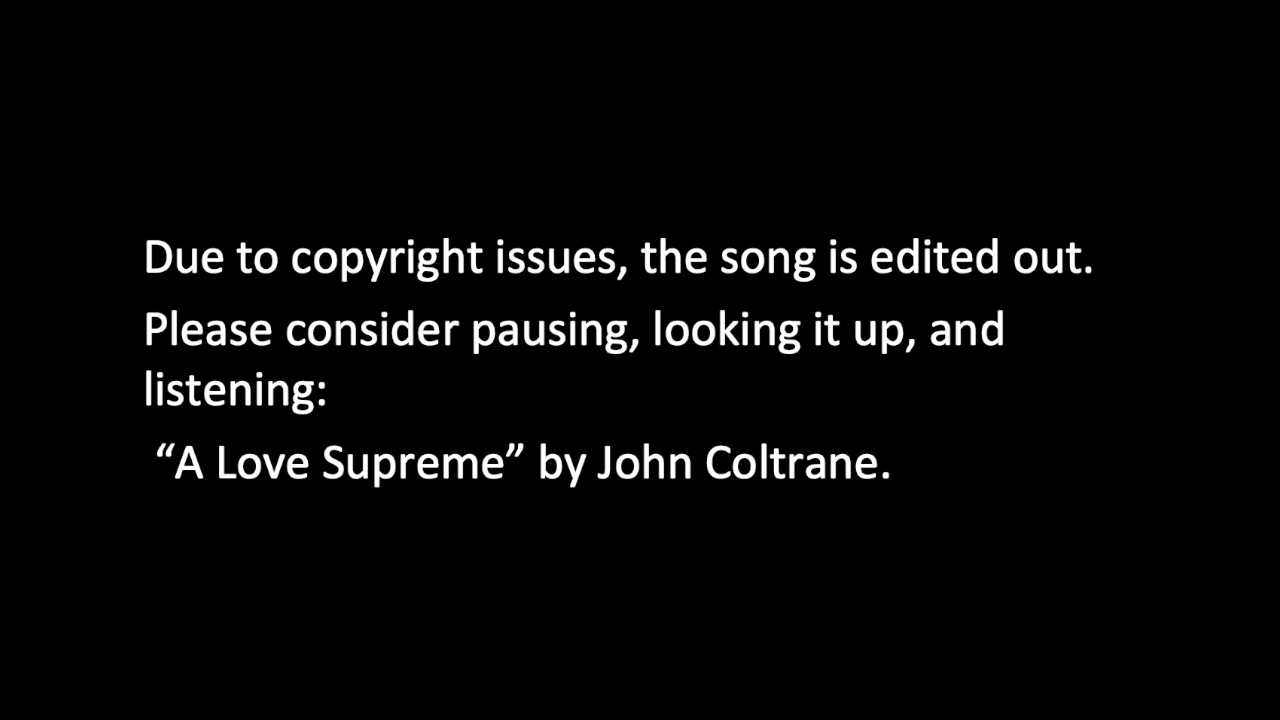 Due to copyright issues, the song is edited out.
Please consider pausing, looking it up, and
listening:
“A Love Supreme” by John Coltrane.